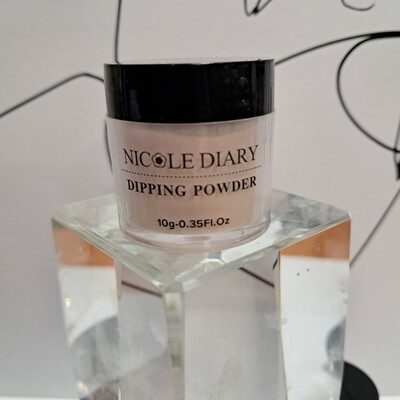 NICOLE DIARY
DIPPING POWDER
10g-0.35Fl.Oz